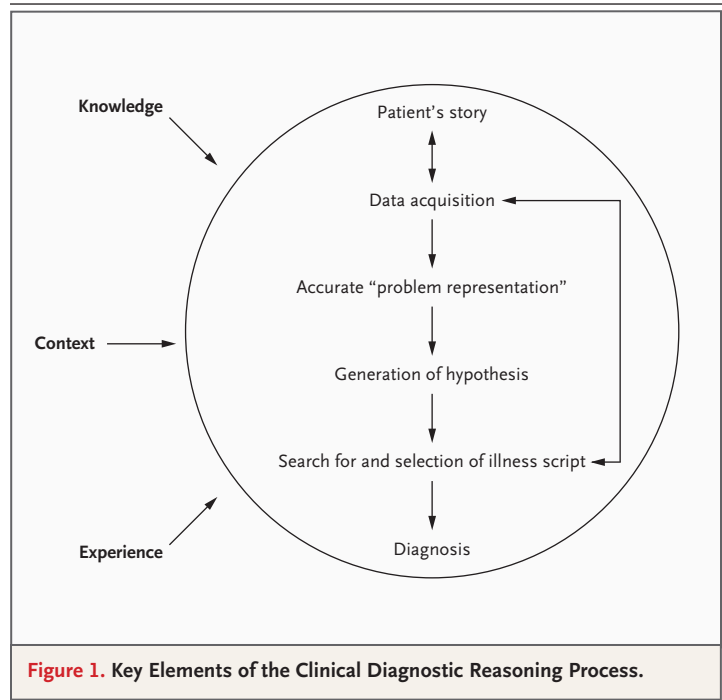 Knowledge
Patient's story
Data acquisition
Accurate “problem representation”
Context
Generation of hypothesis
Search for and selection of illness script
Experience
Diagnosis
Figure 1. Key Elements of the Clinical Diagnostic Reasoning Process.